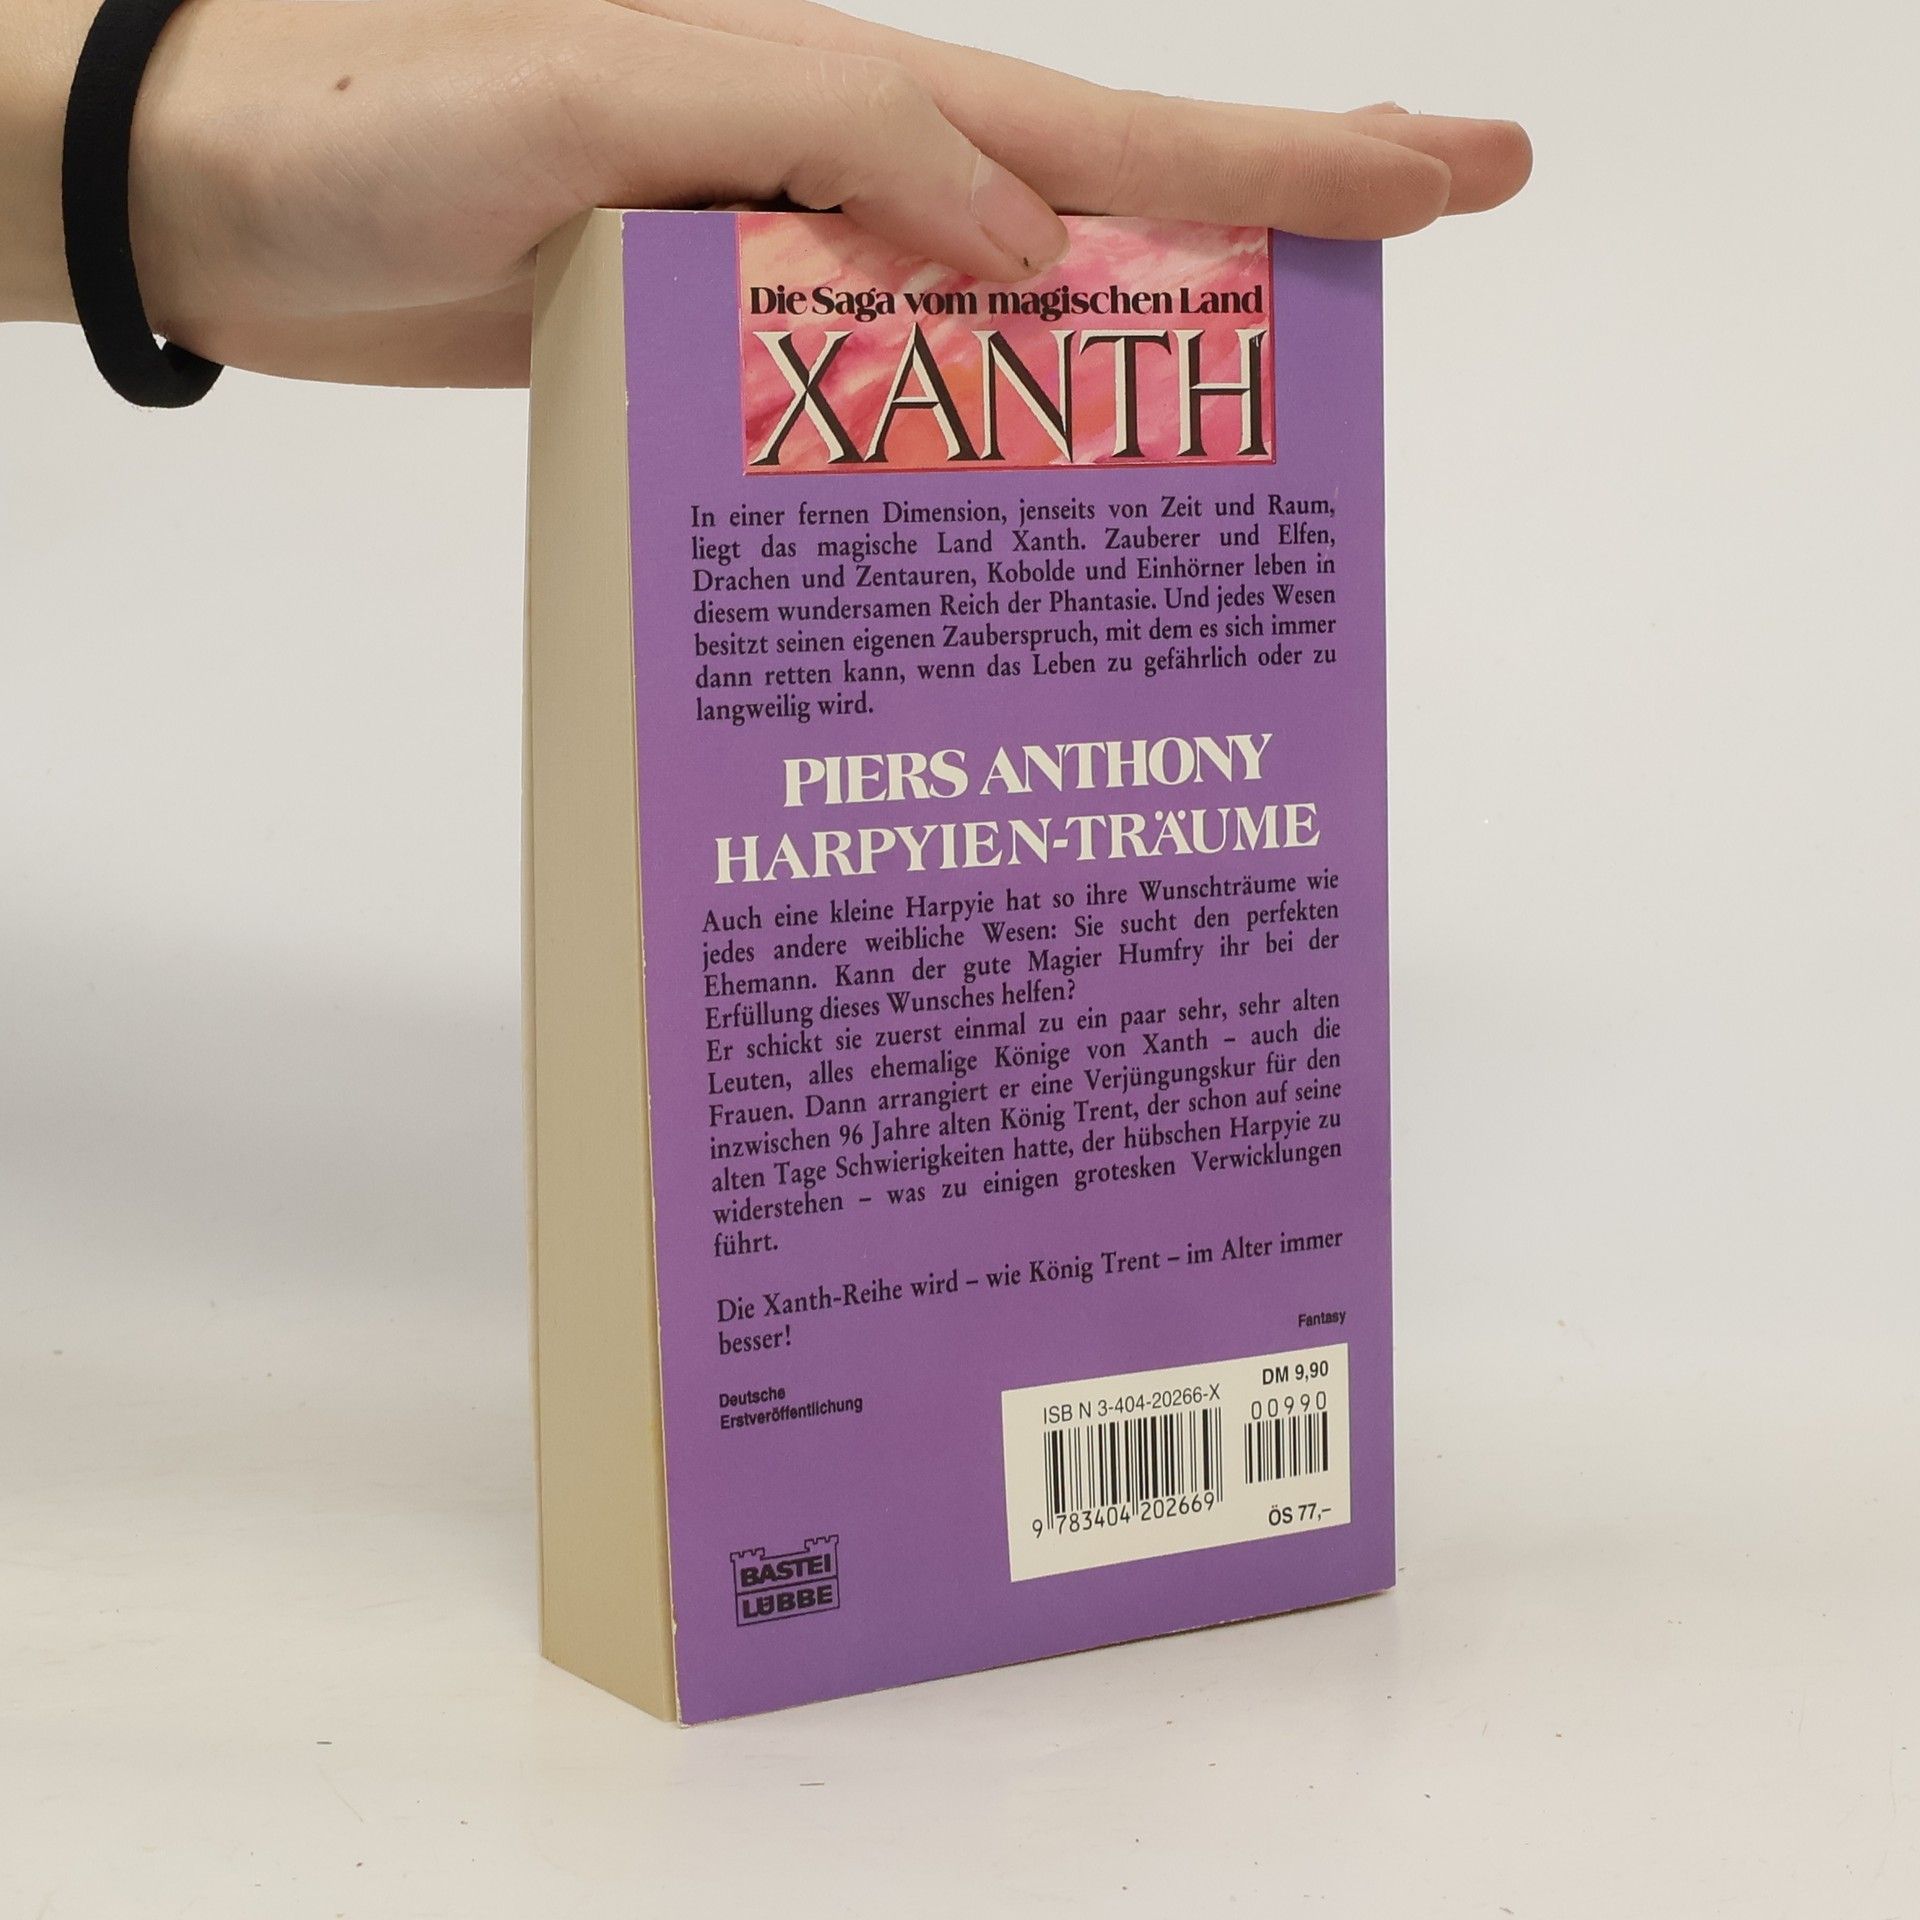 Die Saga vom magischen Land
XANTH
In einer fernen Dimension, jenseits von Zeit und Raum,
liegt das magische Land Xanth. Zauberer und Elfen,
Drachen und Zentauren, Kobolde und Einhörner leben in
diesem wundersamen Reich der Phantasie. Und jedes Wesen
besitzt seinen eigenen Zauberspruch, mit dem es sich immer
dann retten kann, wenn das Leben zu gefährlich oder zu
langweilig wird.
PIERS ANTHONY
HARPYIEN-TRÄUME
Auch eine kleine Harpyie hat so ihre Wunschträume wie
jedes andere weibliche Wesen: Sie sucht den perfekten
Ehemann. Kann der gute Magier Humfry ihr bei der
Erfüllung dieses Wunsches helfen?
Er schickt sie zuerst einmal zu ein paar sehr, sehr alten
Leuten, alles ehemalige Könige von Xanth – auch die
Frauen. Dann arrangiert er eine Verjüngungskur für den
inzwischen 96 Jahre alten König Trent, der schon auf seine
alten Tage Schwierigkeiten hatte, der hübschen Harpyie zu
widerstehen – was zu einigen grotesken Verwicklungen
führt.
Die Xanth-Reihe wird – wie König Trent – im Alter immer
besser!
Fantasy
Deutsche
Erstveröffentlichung
DM 9,90
ISBN 3-404-20266-X
00990
9 783404 202669
ÖS 77,–
BASTEI
LÜBBE